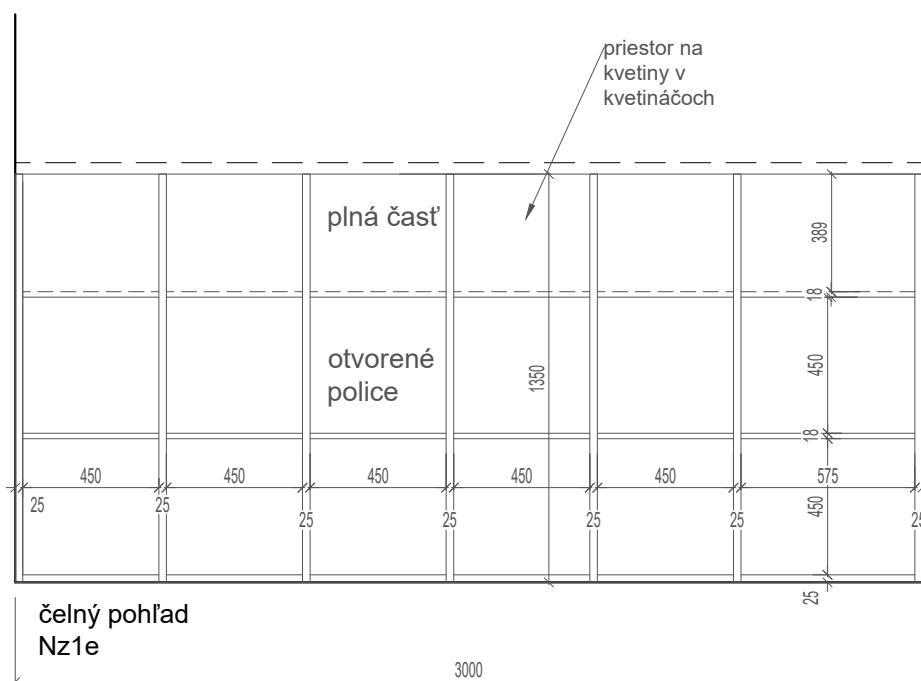 priestor na
kvetiny v
kvetináčoch
plná časť
389
18
otvorené
police
1350
450
18
450
450
450
450
450
575
25
25
25
25
25
25
25
450
25
čelný pohľad
Nz1e
3000